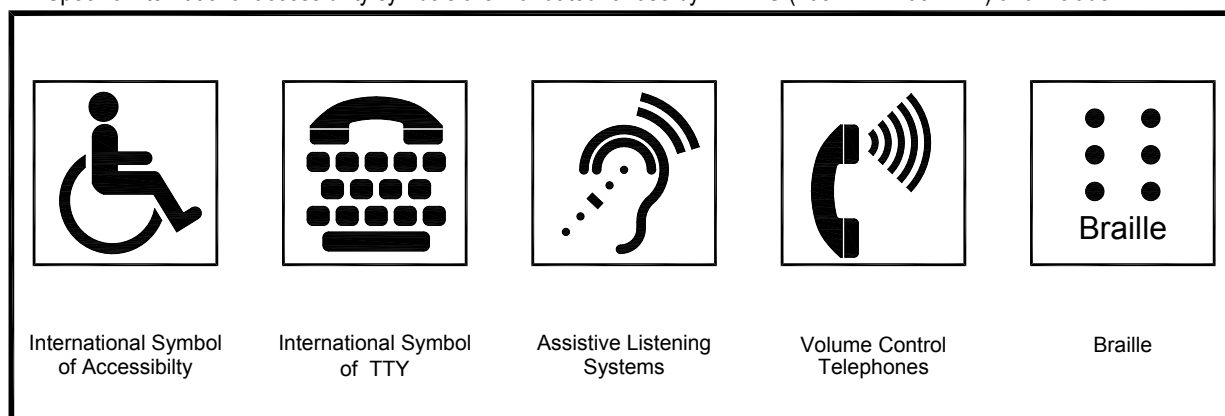 Braille
International Symbol
of Accessibilty
International Symbol
of TTY
Assistive Listening
Systems
Volume Control
Telephones
Braille